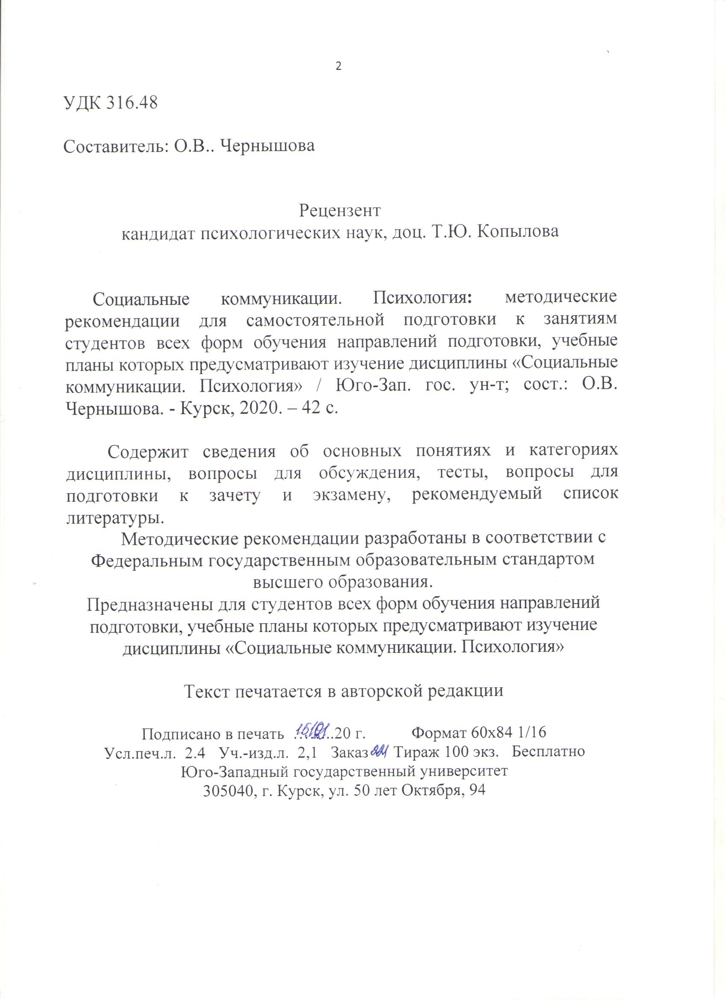 2
УДК 316.48
Составитель: О.В.. Чернышова
Рецензент
кандидат психологических наук, доц. Т.Ю. Копылова
Социальные коммуникации. Психология: методические
рекомендации для самостоятельной подготовки к занятиям
студентов всех форм обучения направлений подготовки, учебные
планы которых предусматривают изучение дисциплины «Социальные
коммуникации. Психология» / Юго-Зап. гос. ун-т; сост.: О.В.
Чернышова. - Курск, 2020. – 42 с.
Содержит сведения об основных понятиях и категориях
дисциплины, вопросы для обсуждения, тесты, вопросы для
подготовки к зачету и экзамену, рекомендуемый список
литературы.
Методические рекомендации разработаны в соответствии с
Федеральным государственным образовательным стандартом
высшего образования.
Предназначены для студентов всех форм обучения направлений
подготовки, учебные планы которых предусматривают изучение
дисциплины «Социальные коммуникации. Психология»
Текст печатается в авторской редакции
Подписано в печать 20 г. Формат 60х84 1/16
Усл.печ.л. 2.4 Уч.-изд.л. 2,1 Заказ Тираж 100 экз. Бесплатно
Юго-Западный государственный университет
305040, г. Курск, ул. 50 лет Октября, 94